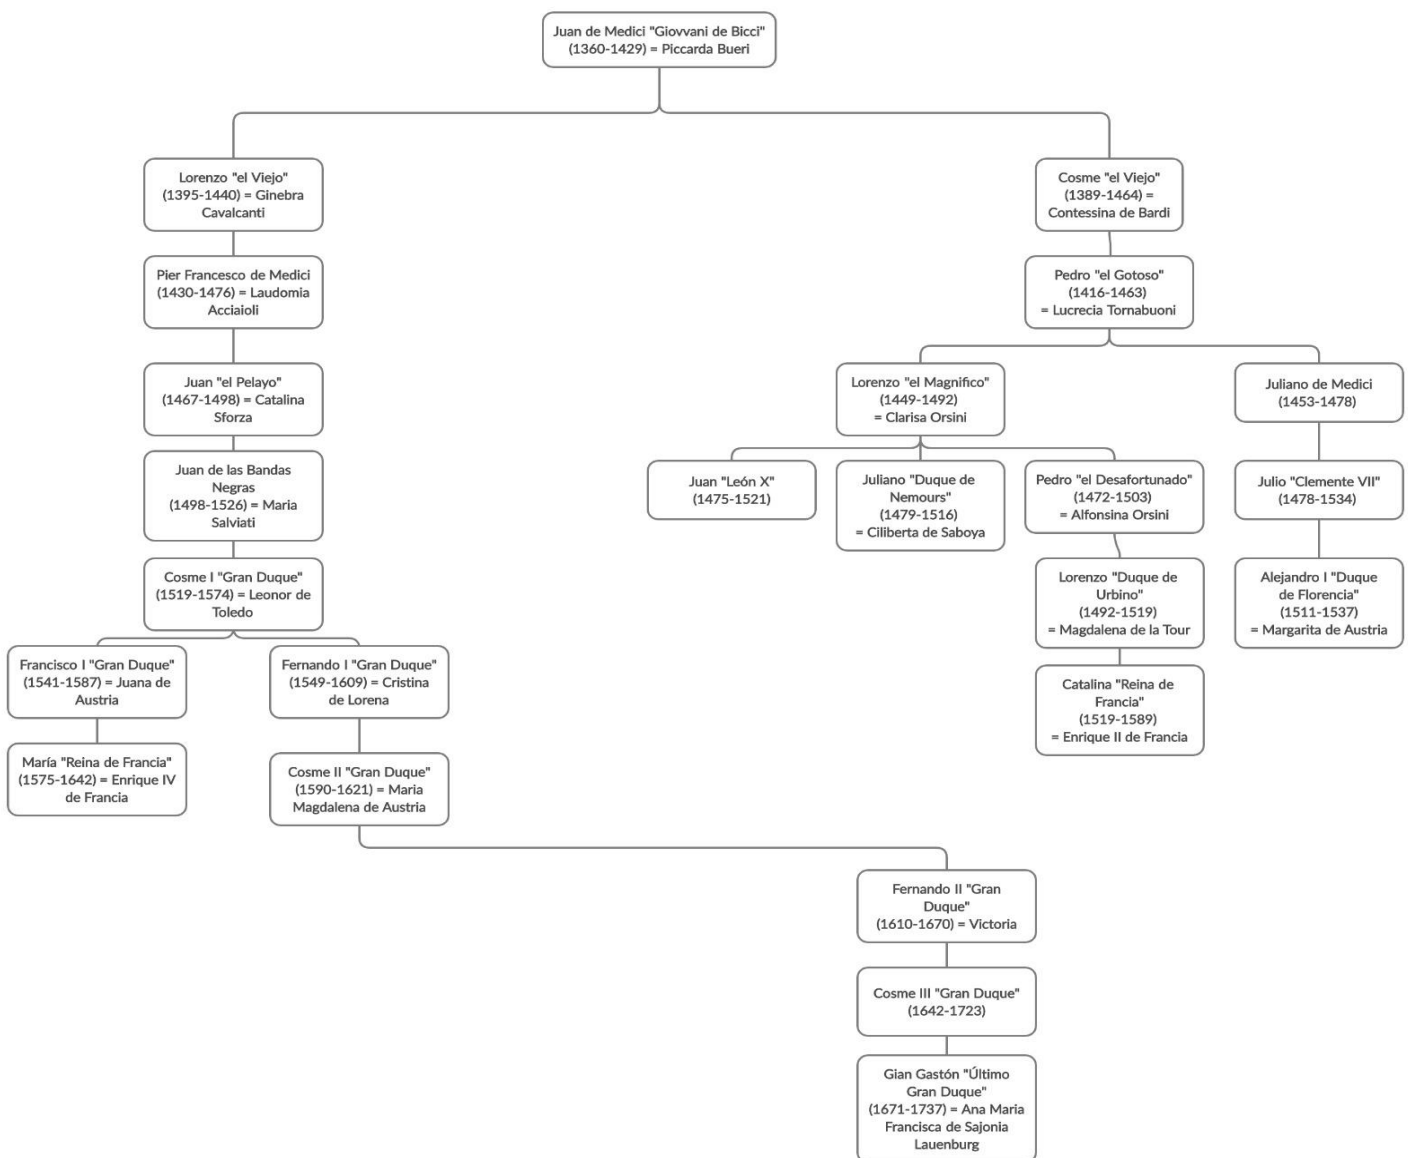 Juan de Medici "Giovvani de Bicci"
(1360-1429) = Piccarda Bueri
Lorenzo "el Viejo"
(1395-1440) = Ginebra
Cavalcanti
Cosme "el Viejo"
(1389-1464) =
Contessina de Bardi
Pier Francesco de Medici
(1430-1476) = Laudomia
Acciaioli
Pedro "el Gotoso"
(1416-1463)
= Lucrecia Tornabuoni
Juan "el Pelayo"
(1467-1498) = Catalina
Sforza
Lorenzo "el Magnifico"
(1449-1492)
= Clarisa Orsini
Juliano de Medici
(1453-1478)
Juan de las Bandas
Negras
(1498-1526) = Maria
Salviati
Juan "León X"
(1475-1521)
Juliano "Duque de
Nemours"
(1479-1516)
= Ciliberta de Saboya
Pedro "el Desafortunado"
(1472-1503)
= Alfonsina Orsini
Julio "Clemente VII"
(1478-1534)
Cosme I "Gran Duque"
(1519-1574) = Leonor de
Toledo
Lorenzo "Duque de
Urbino"
(1492-1519)
= Magdalena de la Tour
Alejandro I "Duque
de Florencia"
(1511-1537)
= Margarita de Austria
Francisco I "Gran Duque"
(1541-1587) = Juana de
Austria
Fernando I "Gran Duque"
(1549-1609) = Cristina
de Lorena
Catalina "Reina de
Francia"
(1519-1589)
= Enrique II de Francia
María "Reina de Francia"
(1575-1642) = Enrique IV
de Francia
Cosme II "Gran Duque"
(1590-1621) = Maria
Magdalena de Austria
Fernando II "Gran
Duque"
(1610-1670) = Victoria
Cosme III "Gran Duque"
(1642-1723)
Gian Gastón "Último
Gran Duque"
(1671-1737) = Ana Maria
Francisca de Sajonia
Lauenburg